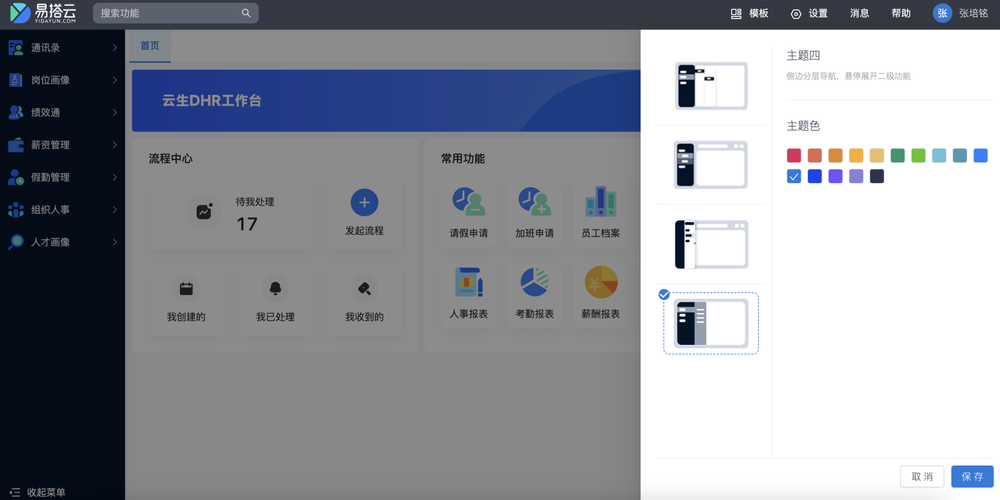 易搭云
YIDAYUN.COM
搜索功能
模板
设置
消息
帮助
张
张培铭
通讯录
岗位画像
绩效通
薪资管理
假勤管理
组织人事
人才画像
收起菜单
首页
云生DHR工作台
流程中心
待我处理
17
发起流程
我创建的
我已处理
我收到的
常用功能
请假申请
加班申请
员工档案
人事报表
考勤报表
薪酬报表
主题四
侧边分层导航，悬停展开二级功能
主题色
取消
保存